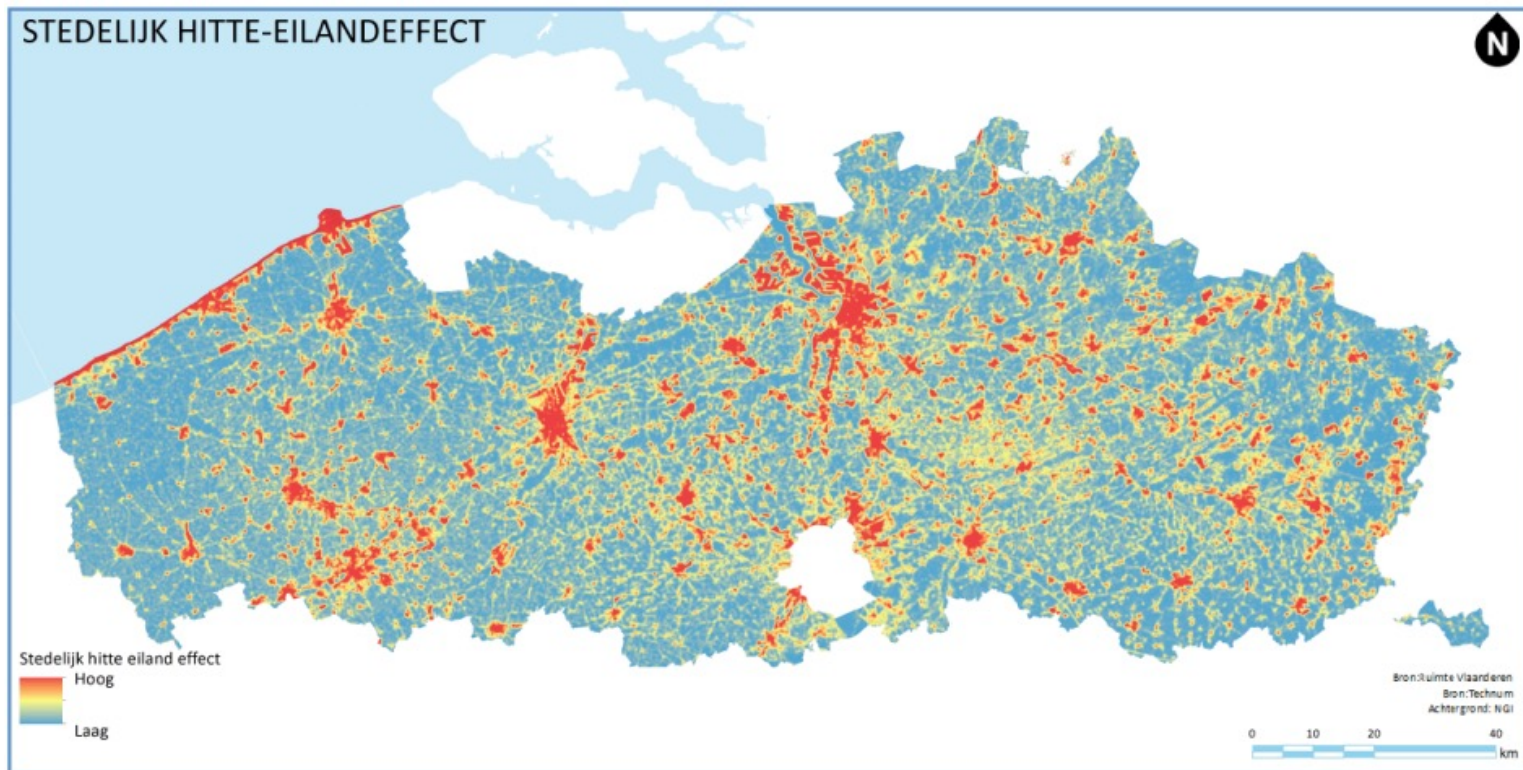 STEDELIJK HITTE-EILANDEFFECT
N
Stedelijk hitte eiland effect
Hoog
Laag
Bron:Ruimte Vlaanderen
Bron:Technum
Achtergrond: NGI
0 10 20 40
km